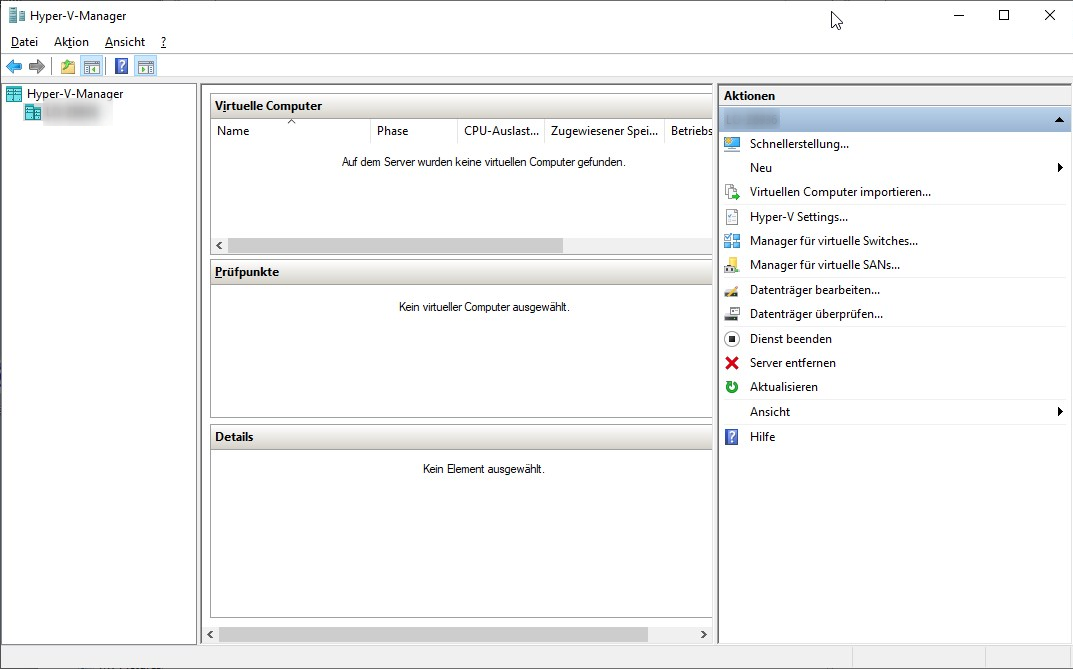 Hyper-V-Manager
Datei Aktion Ansicht ?
Hyper-V-Manager
Virtuelle Computer
Name Phase CPU-Auslast... Zugewiesener Spei... Betriebs
Auf dem Server wurden keine virtuellen Computer gefunden.
Prüfpunkte
Kein virtueller Computer ausgewählt.
Details
Kein Element ausgewählt.
Aktionen
Schnellerstellung...
Neu
Virtuellen Computer importieren...
Hyper-V Settings...
Manager für virtuelle Switches...
Manager für virtuelle SANs...
Datenträger bearbeiten...
Datenträger überprüfen...
Dienst beenden
Server entfernen
Aktualisieren
Ansicht
Hilfe